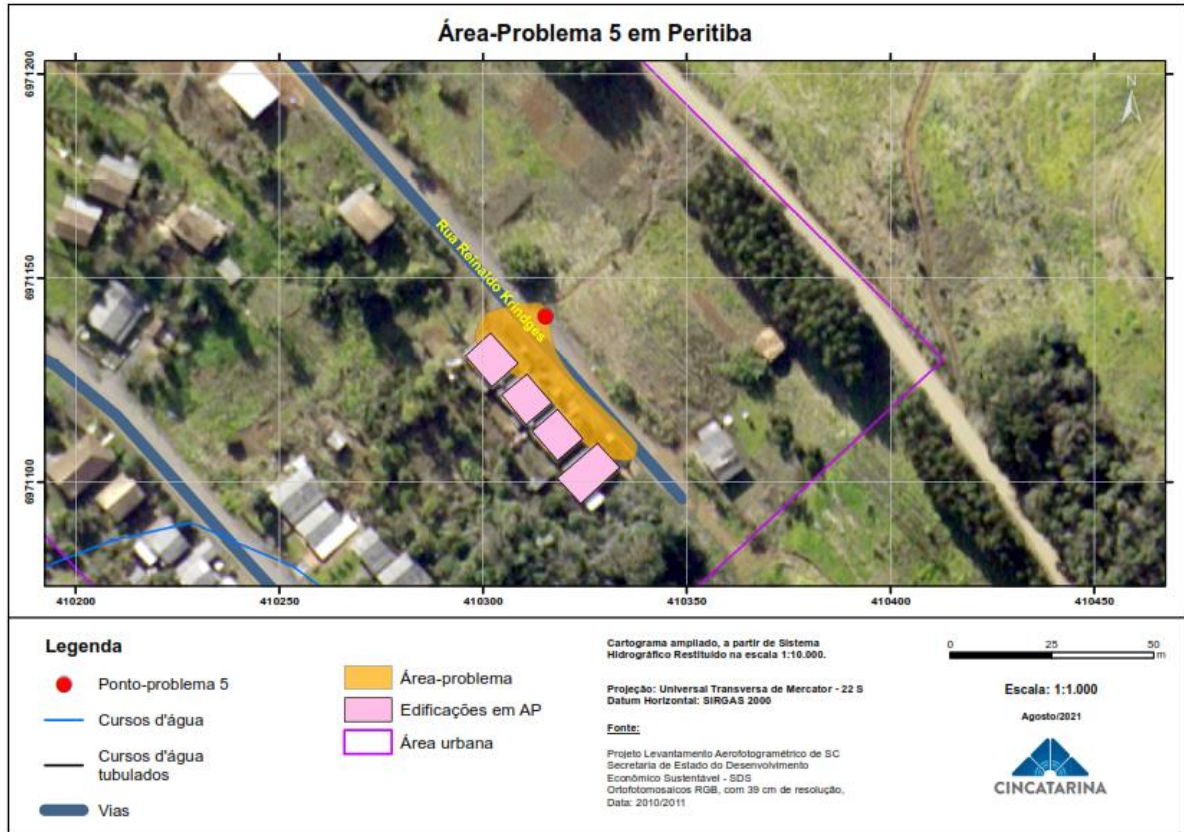 Área-Problema 5 em Peritiba
6971200
6971150
6971100
N
Rua Reinaldo Krindges
410200
410250
410300
410350
410400
410450
Legenda
Ponto-problema 5
Cursos d'água
Cursos d'água
tubulados
Vias
Área-problema
Edificações em AP
Área urbana
Cartograma ampliado, a partir de Sistema
Hidrográfico Restituído na escala 1:10.000.
Projeção: Universal Transversa de Mercator - 22 S
Datum Horizontal: SIRGAS 2000
Fonte:
Projeto Levantamento Aerofotogramétrico de SC
Secretaria de Estado do Desenvolvimento
Econômico Sustentável - SDS
Ortofotomosaicos RGB, com 39 cm de resolução,
Data: 2010/2011
0 25 50
m
Escala: 1:1.000
Agosto/2021
CINCATARINA